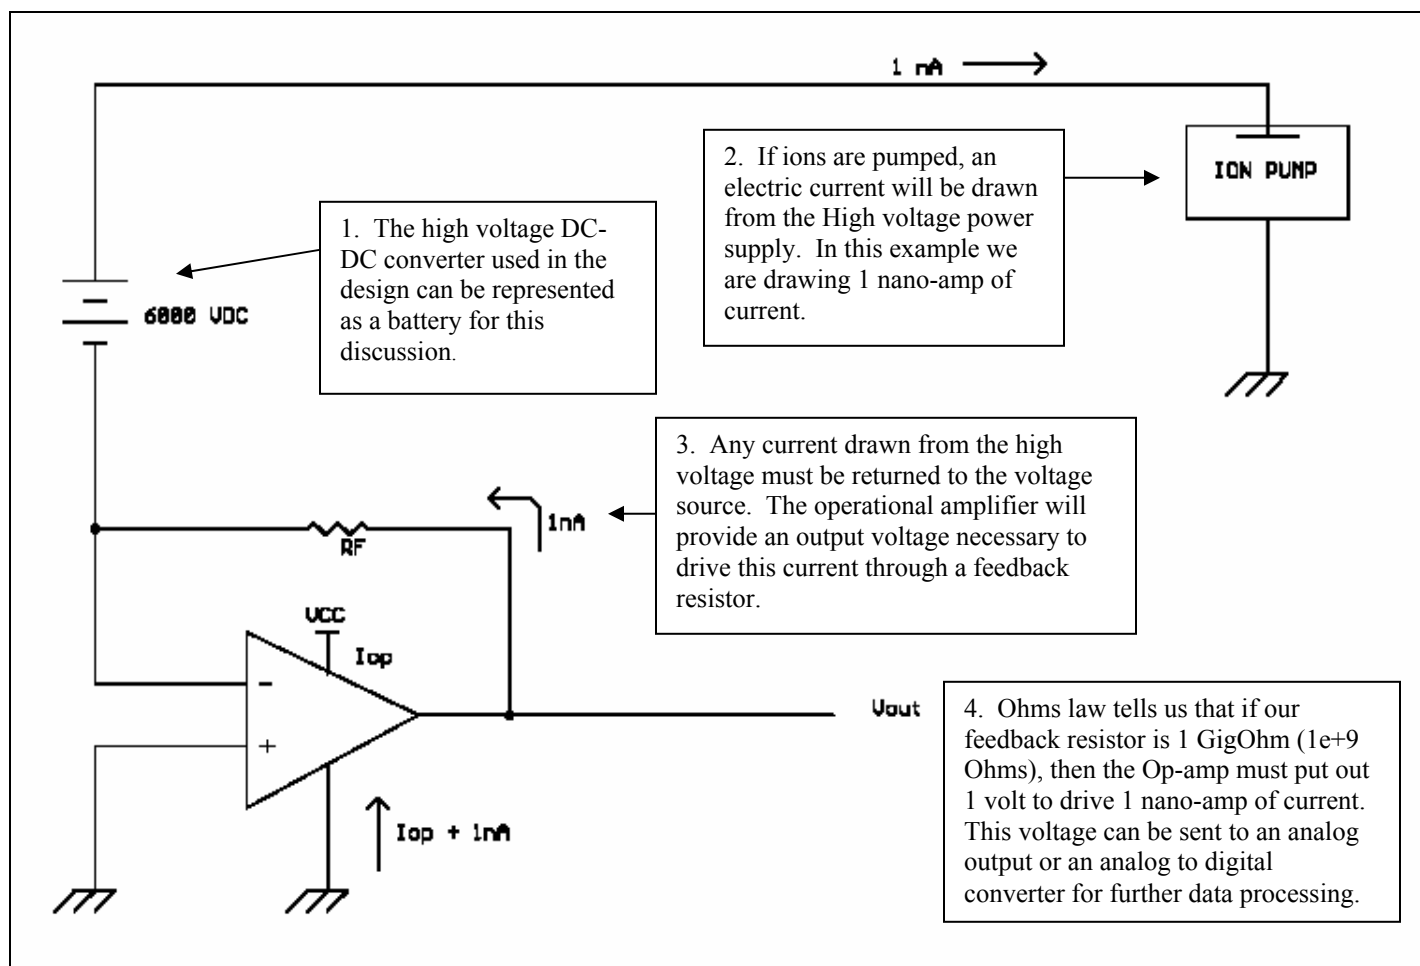 1 nA
ION PUMP
2.  If ions are pumped, an
electric current will be drawn
from the High voltage power
supply.  In this example we
are drawing 1 nano-amp of
current.
1.  The high voltage DC-
DC converter used in the
design can be represented
as a battery for this
discussion.
6000 VDC
3.  Any current drawn from the high
voltage must be returned to the voltage
source.  The operational amplifier will
provide an output voltage necessary to
drive this current through a feedback
resistor.
1nA
RF
VCC
Iop
-
+
Vout
Iop + 1nA
4.  Ohms law tells us that if our
feedback resistor is 1 GigOhm (1e+9
Ohms), then the Op-amp must put out
1 volt to drive 1 nano-amp of current.
This voltage can be sent to an analog
output or an analog to digital
converter for further data processing.